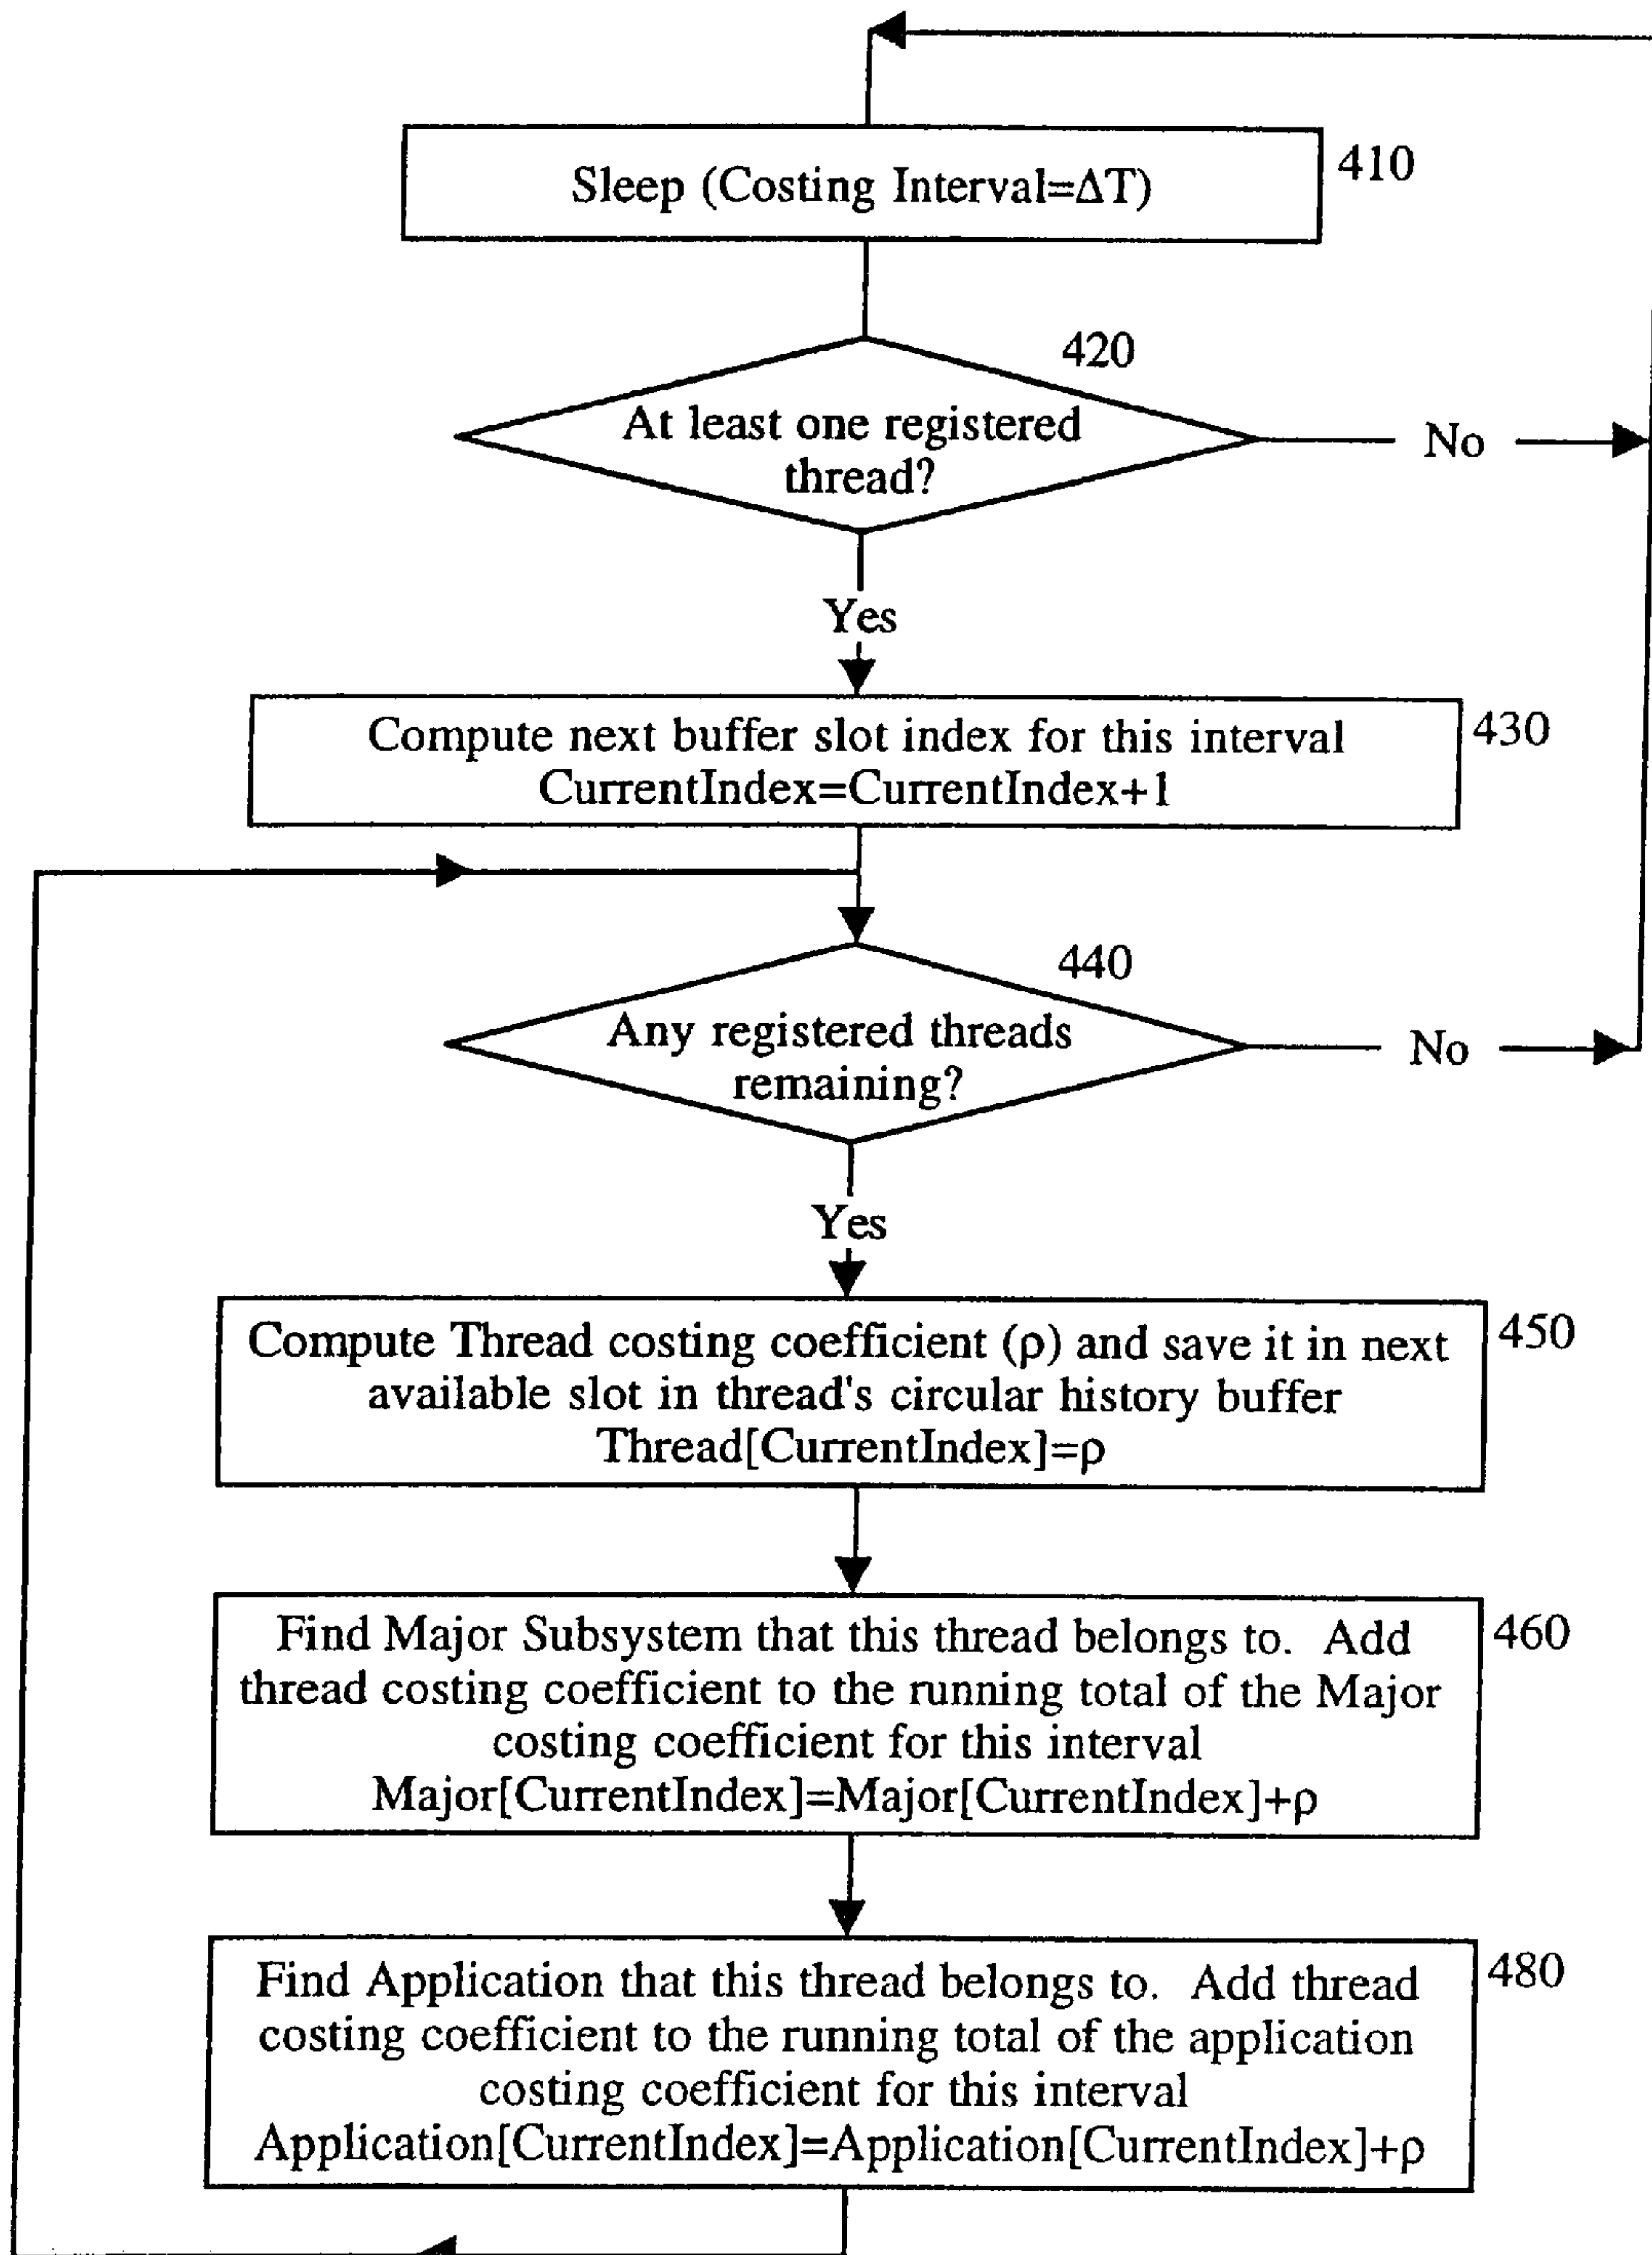 Sleep (Costing Interval=ΔT)
410
420
At least one registered
thread?
No
Yes
Compute next buffer slot index for this interval
CurrentIndex=CurrentIndex+1
430
440
Any registered threads
remaining?
No
Yes
Compute Thread costing coefficient (ρ) and save it in next
available slot in thread's circular history buffer
Thread[CurrentIndex]=ρ
450
Find Major Subsystem that this thread belongs to. Add
thread costing coefficient to the running total of the Major
costing coefficient for this interval
Major[CurrentIndex]=Major[CurrentIndex]+ρ
460
Find Application that this thread belongs to. Add thread
costing coefficient to the running total of the application
costing coefficient for this interval
Application[CurrentIndex]=Application[CurrentIndex]+ρ
480